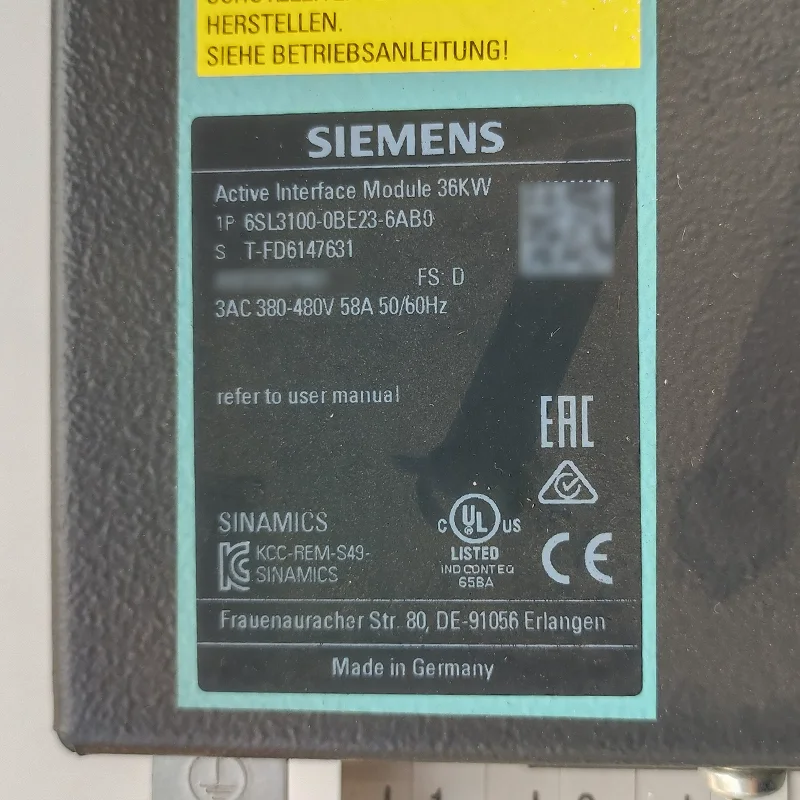 HERSTELLEN.
SIEHE BETRIEBSANLEITUNG!
SIEMENS
Active Interface Module 36KW
1P 6SL3100-0BE23-6AB0
S T-FD6147631
FS: D
3AC 380-480V 58A 50/60Hz
refer to user manual
EAC
SINAMICS
KCC-REM-S49-
SINAMICS
C UL US
LISTED
IND CONT EQ
65BA
CE
Frauenauracher Str. 80, DE-91056 Erlangen
Made in Germany